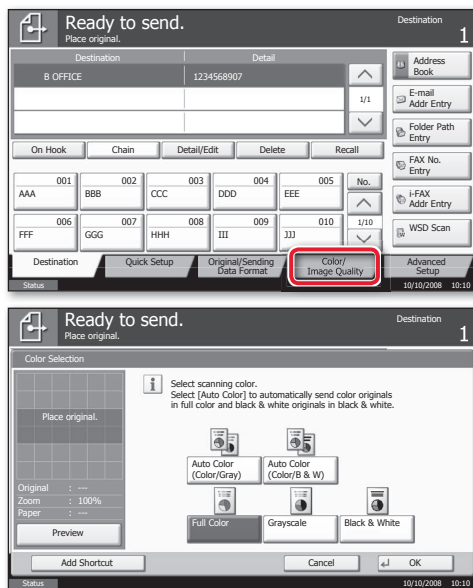 Ready to send.
Place original.
Destination
1
Destination Detail
B OFFICE 1234568907
1/1
On Hook Chain Detail/Edit Delete Recall
001 002 003 004 005 No.
AAA BBB CCC DDD EEE
006 007 008 009 010 1/10
FFF GGG HHH III JJJ
Address
Book
E-mail
Addr Entry
Folder Path
Entry
FAX No.
Entry
i-FAX
Addr Entry
WSD Scan
Destination Quick Setup Original/Sending
Data Format Color/
Image Quality Advanced
Setup
Status 10/10/2008 10:10
Ready to send.
Place original.
Destination
1
Color Selection
Place original.
Original : ---
Zoom : 100%
Paper : ---
Preview
i
Select scanning color.
Select [Auto Color] to automatically send color originals
in full color and black & white originals in black & white.
Auto Color
(Color/Gray)
Auto Color
(Color/B & W)
Full Color Grayscale Black & White
Add Shortcut Cancel OK
Status 10/10/2008 10:10